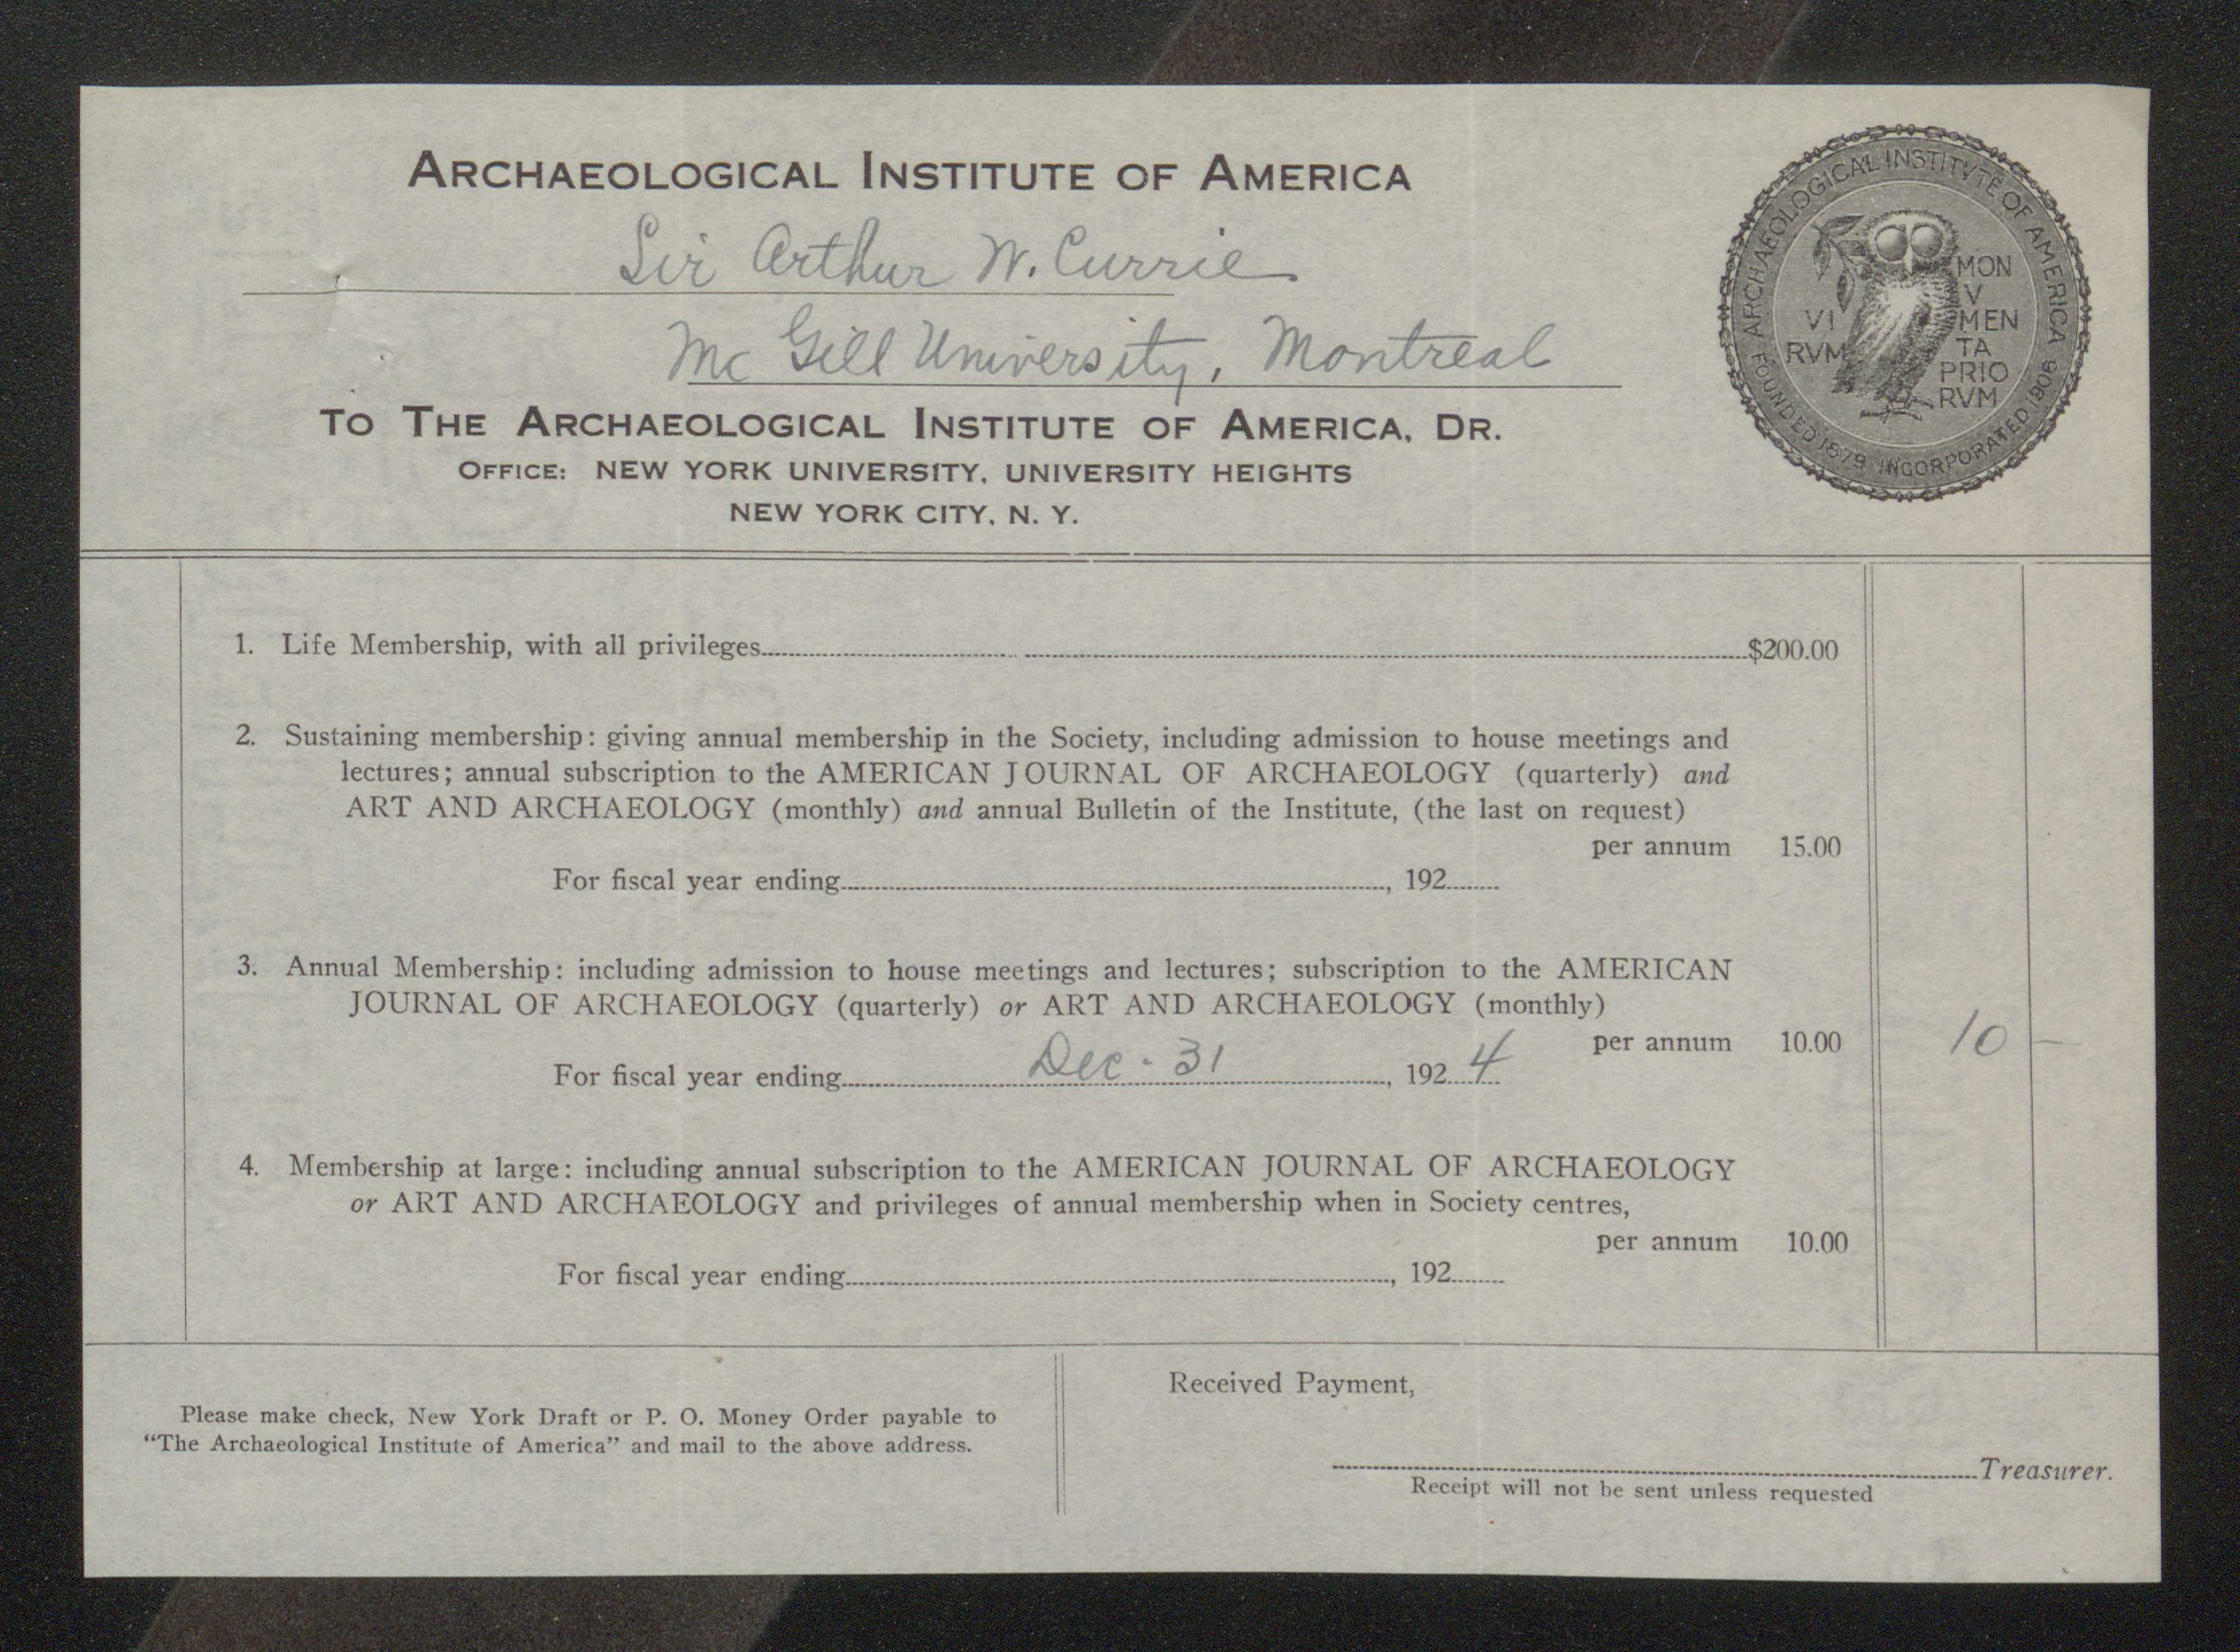 ARCHAEOLOGICAL INSTITUTE OF AMERICA
Sir Arthur W. Currie
McGill University, Montreal
TO THE ARCHAEOLOGICAL INSTITUTE OF AMERICA, DR.
OFFICE: NEW YORK UNIVERSITY, UNIVERSITY HEIGHTS
NEW YORK CITY, N. Y.
ARCHAEOLOGICAL INSTITVTE OF AMERICA
FOUNDED 1879 INCORPORATED 1906
VI
RVM
MON
V
MEN
TA
PRIO
RVM
1. Life Membership, with all privileges $200.00
2. Sustaining membership: giving annual membership in the Society, including admission to house meetings and
lectures; annual subscription to the AMERICAN JOURNAL OF ARCHAEOLOGY (quarterly) and
ART AND ARCHAEOLOGY (monthly) and annual Bulletin of the Institute, (the last on request)
per annum 15.00
For fiscal year ending, 192
3. Annual Membership: including admission to house meetings and lectures; subscription to the AMERICAN
JOURNAL OF ARCHAEOLOGY (quarterly) or ART AND ARCHAEOLOGY (monthly)
per annum 10.00 10 —
For fiscal year ending Dec - 31, 192 4
4. Membership at large: including annual subscription to the AMERICAN JOURNAL OF ARCHAEOLOGY
or ART AND ARCHAEOLOGY and privileges of annual membership when in Society centres,
per annum 10.00
For fiscal year ending, 192
Please make check, New York Draft or P. O. Money Order payable to
"The Archaeological Institute of America" and mail to the above address.
Received Payment,
Treasurer.
Receipt will not be sent unless requested